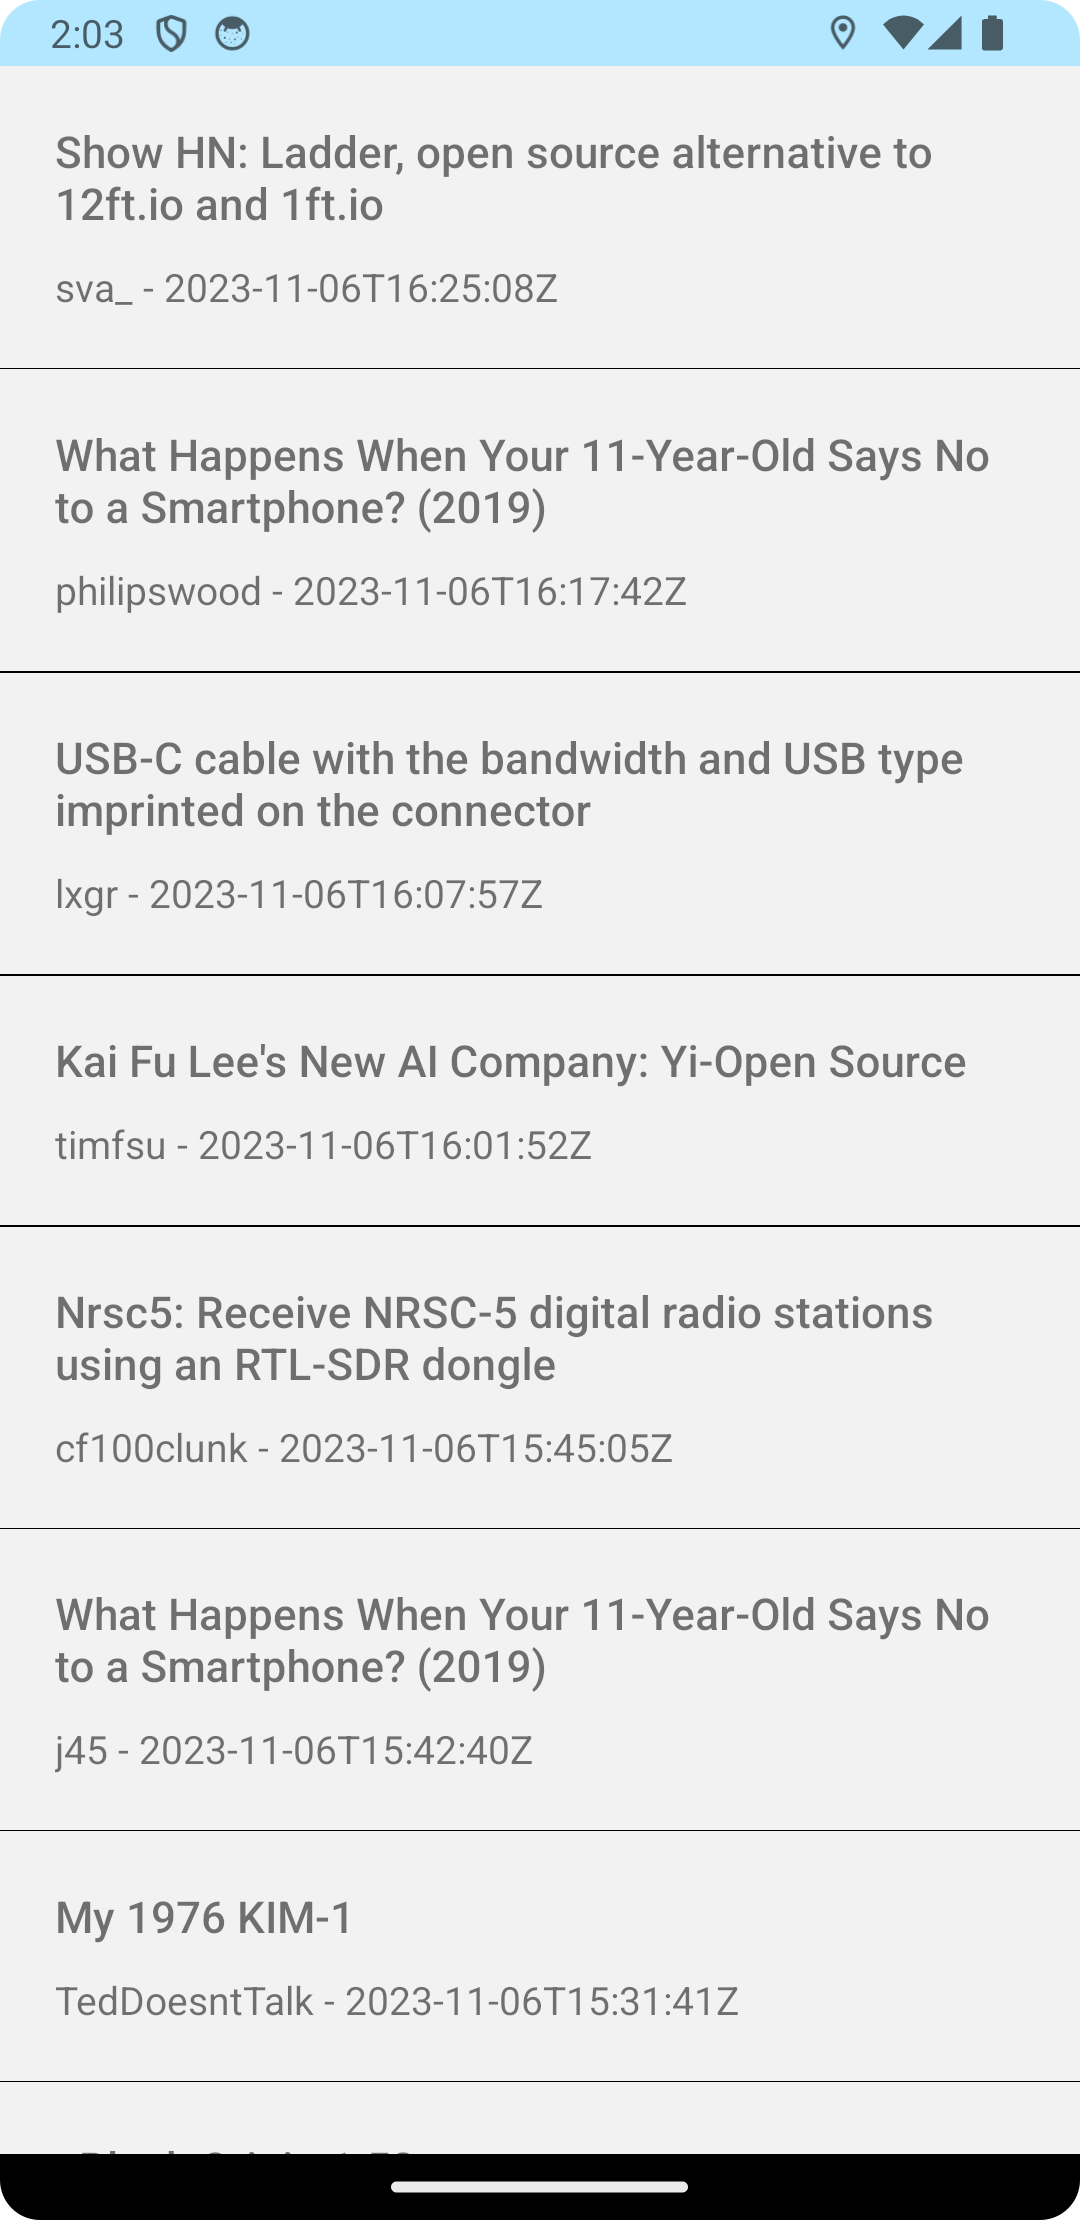 2:03
Show HN: Ladder, open source alternative to
12ft.io and 1ft.io
sva_ - 2023-11-06T16:25:08Z
What Happens When Your 11-Year-Old Says No
to a Smartphone? (2019)
philipswood - 2023-11-06T16:17:42Z
USB-C cable with the bandwidth and USB type
imprinted on the connector
lxgr - 2023-11-06T16:07:57Z
Kai Fu Lee's New AI Company: Yi-Open Source
timfsu - 2023-11-06T16:01:52Z
Nrsc5: Receive NRSC-5 digital radio stations
using an RTL-SDR dongle
cf100clunk - 2023-11-06T15:45:05Z
What Happens When Your 11-Year-Old Says No
to a Smartphone? (2019)
j45 - 2023-11-06T15:42:40Z
My 1976 KIM-1
TedDoesntTalk - 2023-11-06T15:31:41Z